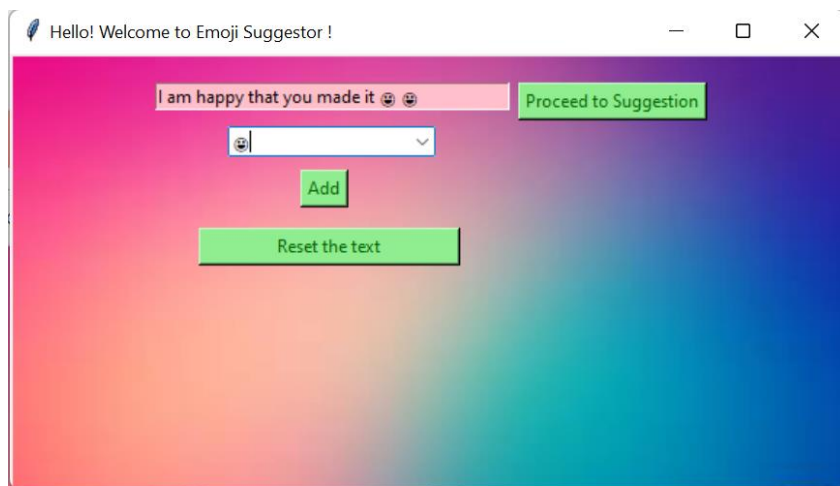 Hello! Welcome to Emoji Suggestor !
I am happy that you made it 😀 😀
Proceed to Suggestion
😀
Add
Reset the text